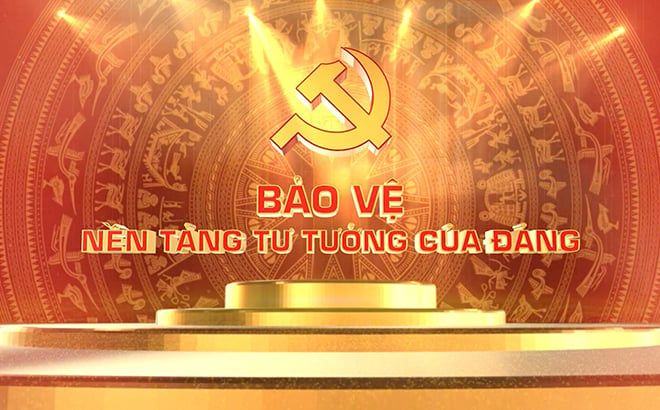 BẢO VỆ
NỀN TẢNG TƯ TƯỞNG CỦA ĐẢNG